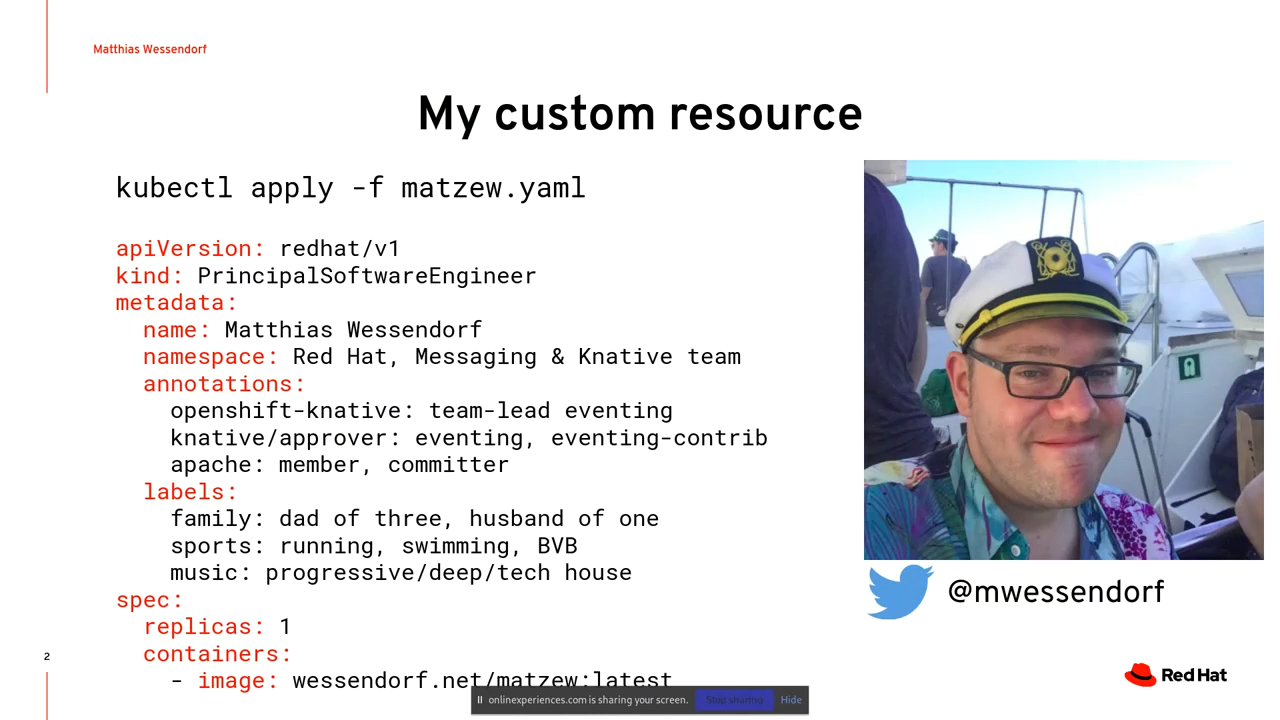 Matthias Wessendorf
My custom resource
kubectl apply -f matzew.yaml
apiVersion: redhat/v1
kind: PrincipalSoftwareEngineer
metadata:
  name: Matthias Wessendorf
  namespace: Red Hat, Messaging & Knative team
  annotations:
    openshift-knative: team-lead eventing
    knative/approver: eventing, eventing-contrib
    apache: member, committer
  labels:
    family: dad of three, husband of one
    sports: running, swimming, BVB
    music: progressive/deep/tech house
spec:
  replicas: 1
  containers:
    - image: wessendorf.net/matzew:latest
@mwessendorf
2
Red Hat
onlinexperiences.com is sharing your screen. Stop sharing Hide